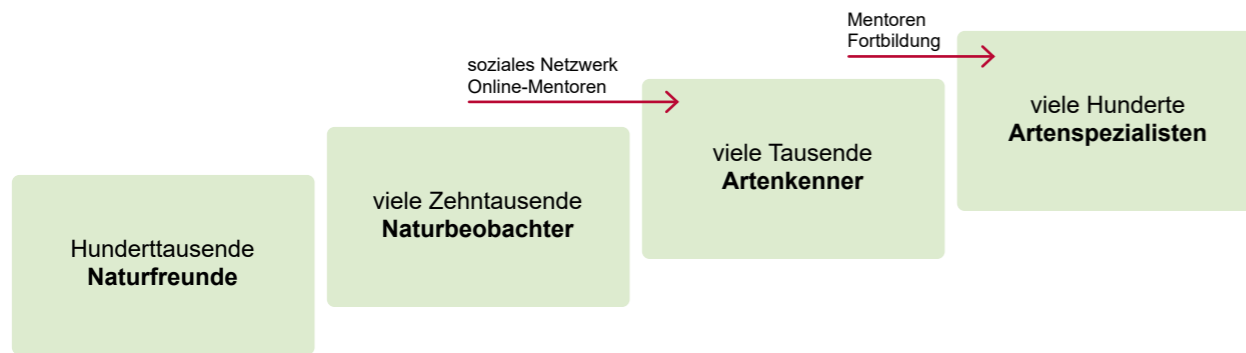 Hunderttausende
Naturfreunde
viele Zehntausende
Naturbeobachter
soziales Netzwerk
Online-Mentoren
viele Tausende
Artenkenner
Mentoren
Fortbildung
viele Hunderte
Artenspezialisten